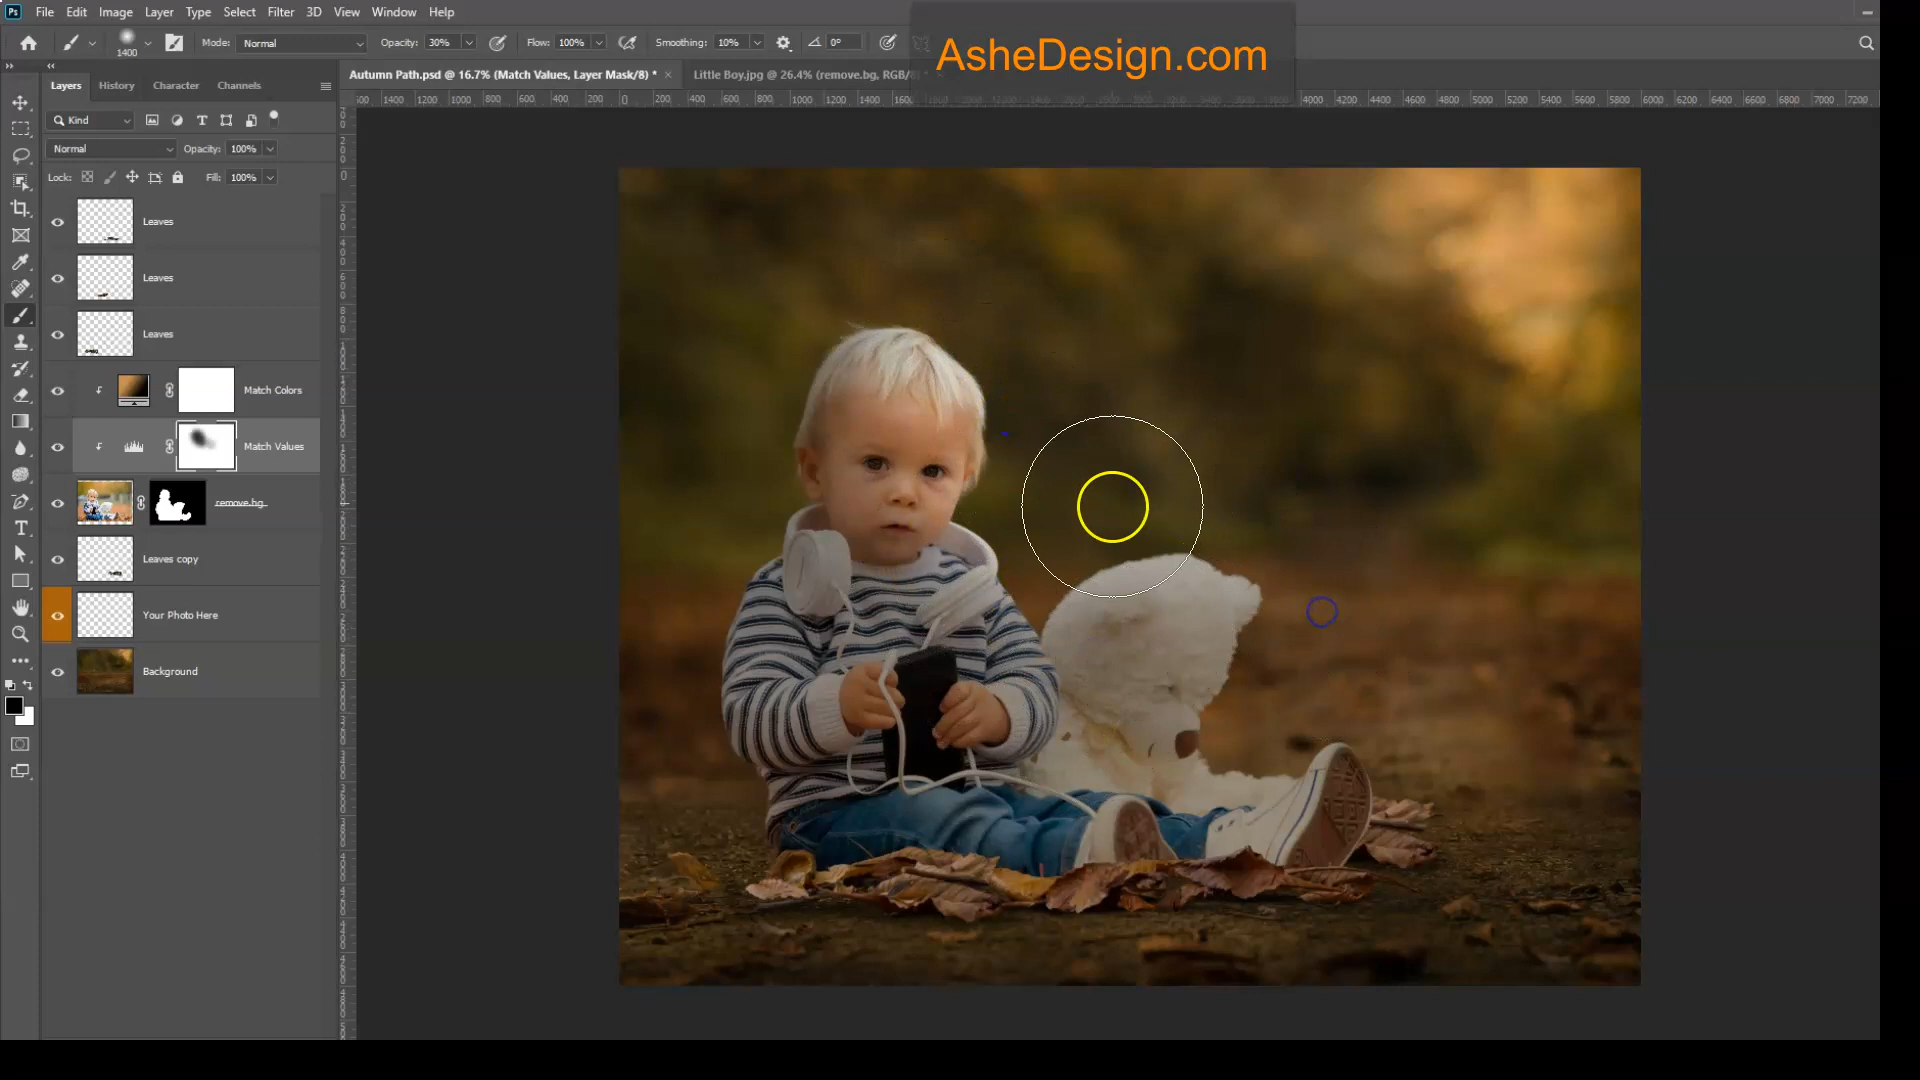 Ps File Edit Image Layer Type Select Filter 3D View Window Help
1400 Mode: Normal Opacity: 30% Flow: 100% Smoothing: 10% 0°
AsheDesign.com
Layers History Character Channels
Autumn Path.psd @ 16.7% (Match Values, Layer Mask/8) *
Little Boy.jpg @ 26.4% (remove.bg, RGB/8
Kind
Normal Opacity: 100%
Lock: Fill: 100%
Leaves
Leaves
Leaves
Match Colors
Match Values
remove.bg
Leaves copy
Your Photo Here
Background